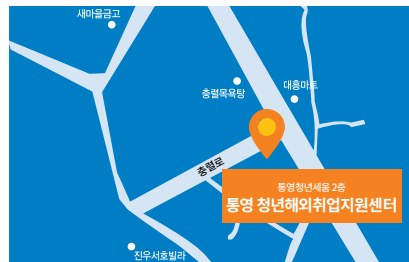 새마을금고
충렬목욕탕
대흥마트
충렬로
통영청년세움 2층
통영 청년해외취업지원센터
진우서호빌라